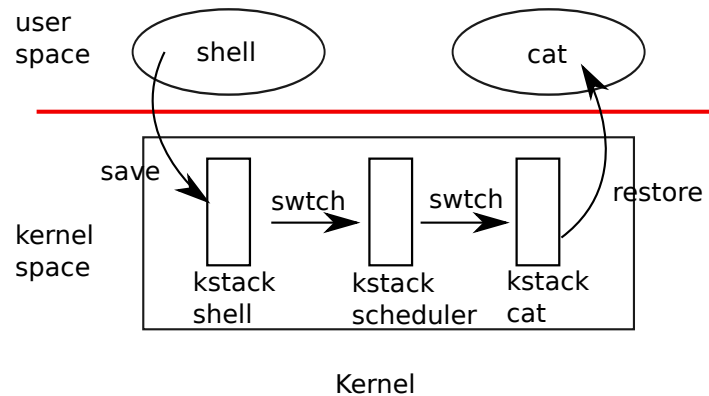 user
space
shell
cat
save
swtch
swtch
restore
kernel
space
kstack
shell
kstack
scheduler
kstack
cat
Kernel